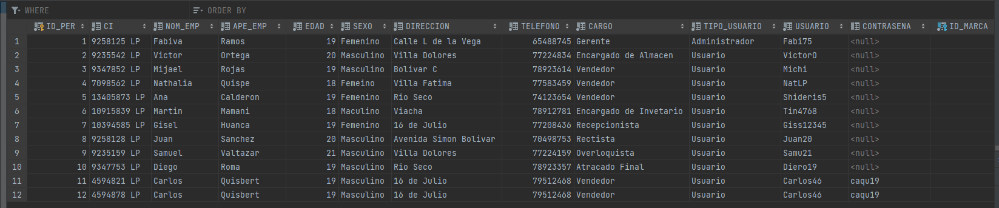 WHERE ORDER BY
ID_PER CI NOM_EMP APE_EMP EDAD SEXO DIRECCION TELEFONO CARGO TIPO_USUARIO USUARIO CONTRASENA ID_MARCA
1 1 9258125 LP Fabiva Ramos 19 Femenino Calle L de la Vega 65488745 Gerente Administrador Fabi75 <null>
2 2 9235542 LP Victor Ortega 20 Masculino Villa Dolores 77224834 Encargado de Almacen Usuario VictorO <null>
3 3 9347852 LP Mijael Rojas 19 Masculino Bolivar C 78923614 Vendedor Usuario Michi <null>
4 4 7098562 LP Nathalia Quispe 18 Femeino Villa Fatima 77583459 Vendedor Usuario NatLP <null>
5 5 13405873 LP Ana Calderon 19 Femenino Rio Seco 74123654 Vendedor Usuario Shideris5 <null>
6 6 10915839 LP Martin Mamani 18 Maculino Viacha 78912781 Encargado de Invetario Usuario Tin4768 <null>
7 7 10394585 LP Gisel Huanca 19 Femenino 16 de Julio 77208436 Recepcionista Usuario Giss12345 <null>
8 8 9258128 LP Juan Sanchez 20 Masculino Avenida Simon Bolivar 70498753 Rectista Usuario Juan20 <null>
9 9 9235159 LP Samuel Valtazar 21 Masculino Villa Dolores 77224159 Overloquista Usuario Samu21 <null>
10 10 9347753 LP Diego Roma 19 Masculino Rio Seco 78923357 Atracado Final Usuario Diero19 <null>
11 11 4594821 LP Carlos Quisbert 19 Masculino 16 de Julio 79512468 Vendedor Usuario Carlos46 caqu19
12 12 4594878 LP Carlos Quisbert 19 Masculino 16 de Julio 79512468 Vendedor Usuario Carlos46 caqu19